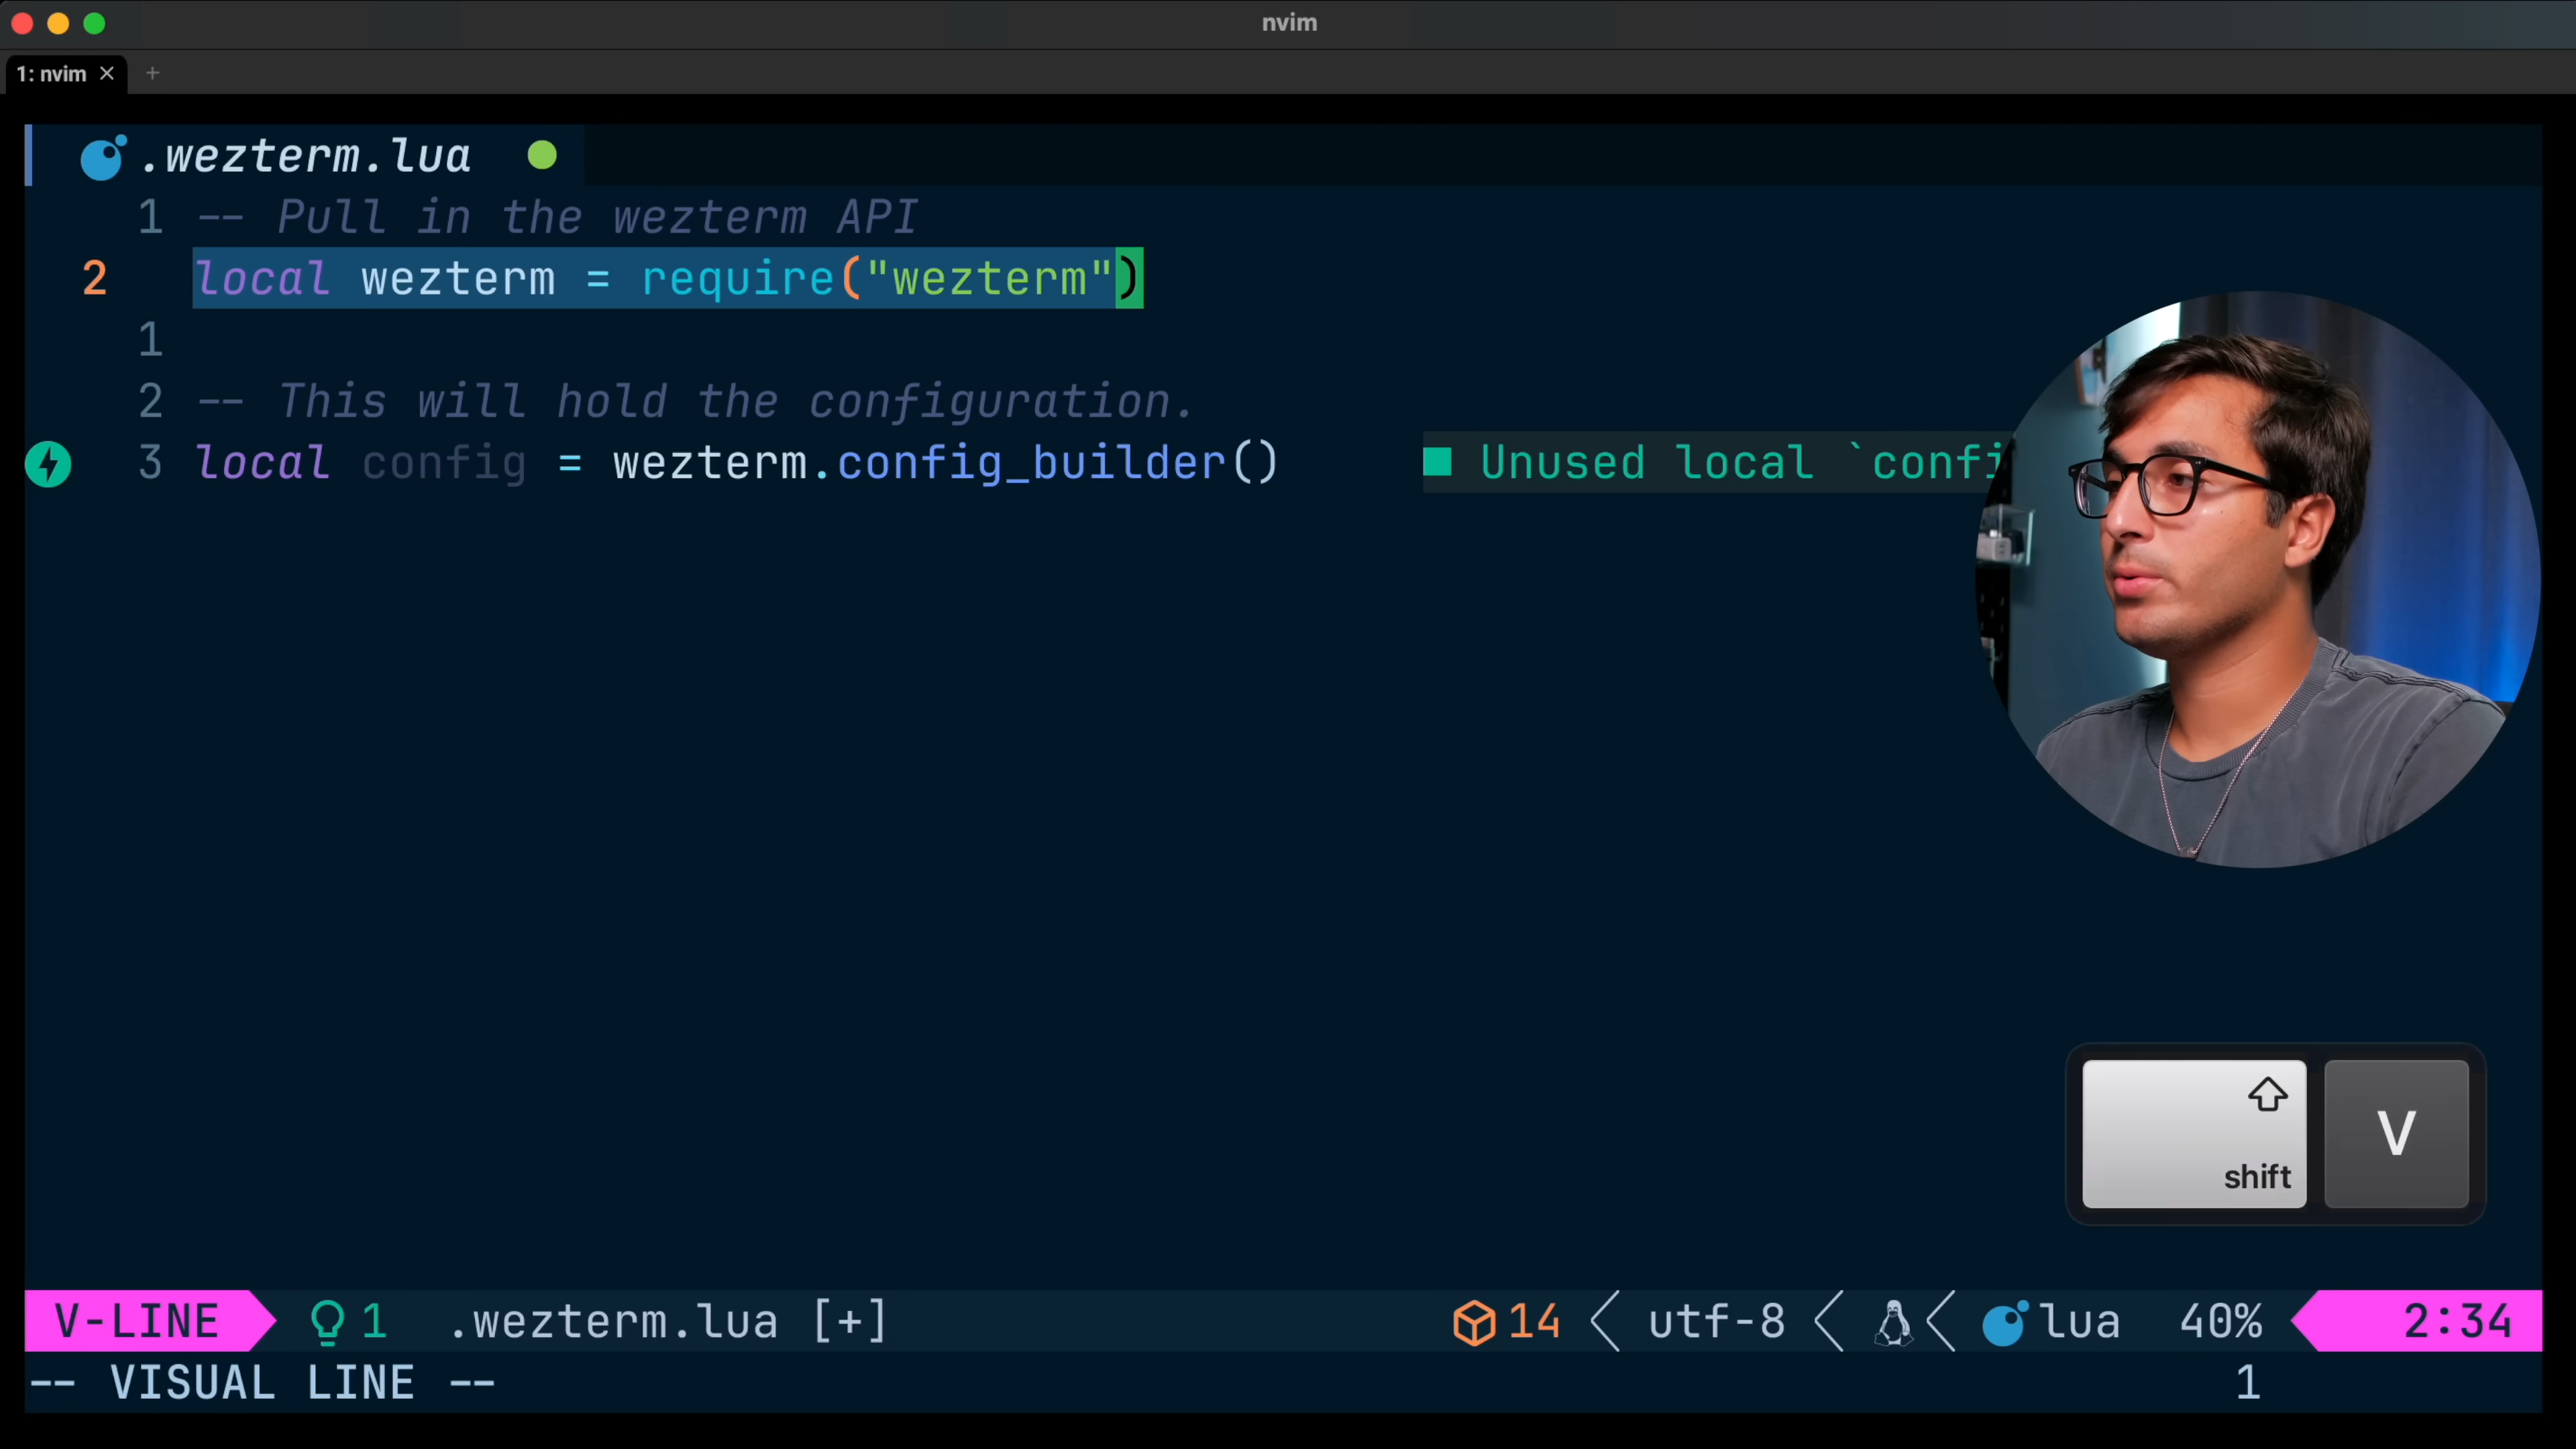 nvim
1: nvim × +
.wezterm.lua
1 -- Pull in the wezterm API
2 local wezterm = require("wezterm")
1
2 -- This will hold the configuration.
3 local config = wezterm.config_builder() ■ Unused local `confi
shift
V
V-LINE 1 .wezterm.lua [+] 14 utf-8 lua 40% 2:34
-- VISUAL LINE -- 1